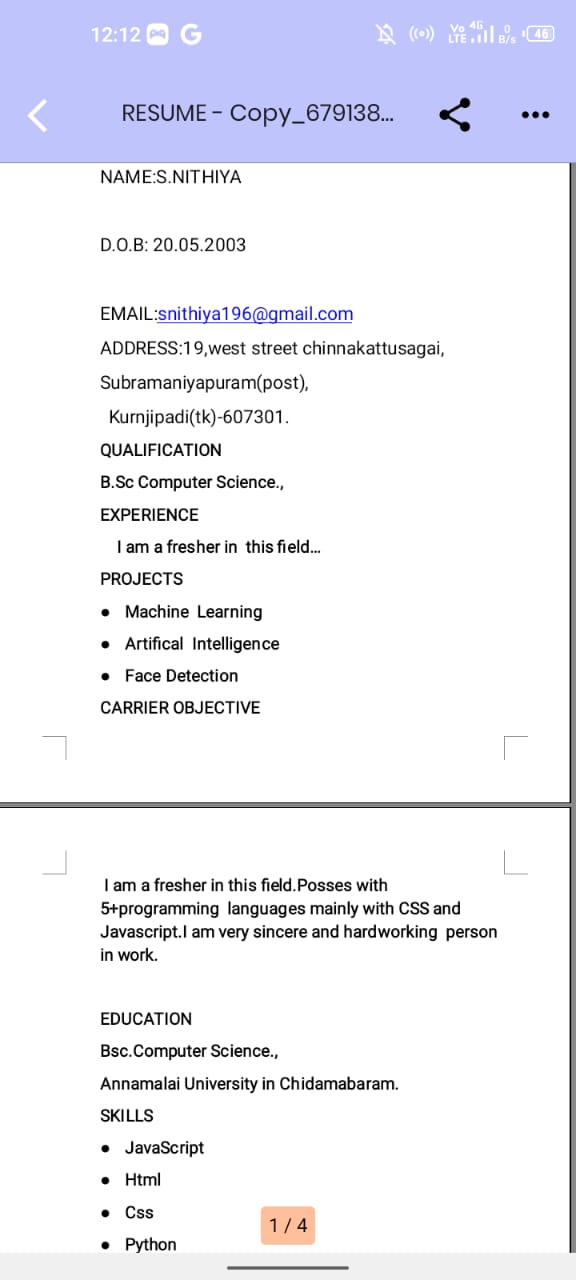 12:12
G
Vo LTE 4G 0 B/s 46
RESUME - Copy_679138...
NAME:S.NITHIYA
D.O.B: 20.05.2003
EMAIL:snithiya196@gmail.com
ADDRESS:19,west street chinnakattusagai,
Subramaniyapuram(post),
Kurnjipadi(tk)-607301.
QUALIFICATION
B.Sc Computer Science.,
EXPERIENCE
I am a fresher in this field...
PROJECTS
● Machine Learning
● Artifical Intelligence
● Face Detection
CARRIER OBJECTIVE
I am a fresher in this field.Posses with
5+programming languages mainly with CSS and
Javascript.I am very sincere and hardworking person
in work.
EDUCATION
Bsc.Computer Science.,
Annamalai University in Chidamabaram.
SKILLS
● JavaScript
● Html
● Css
● Python
1 / 4